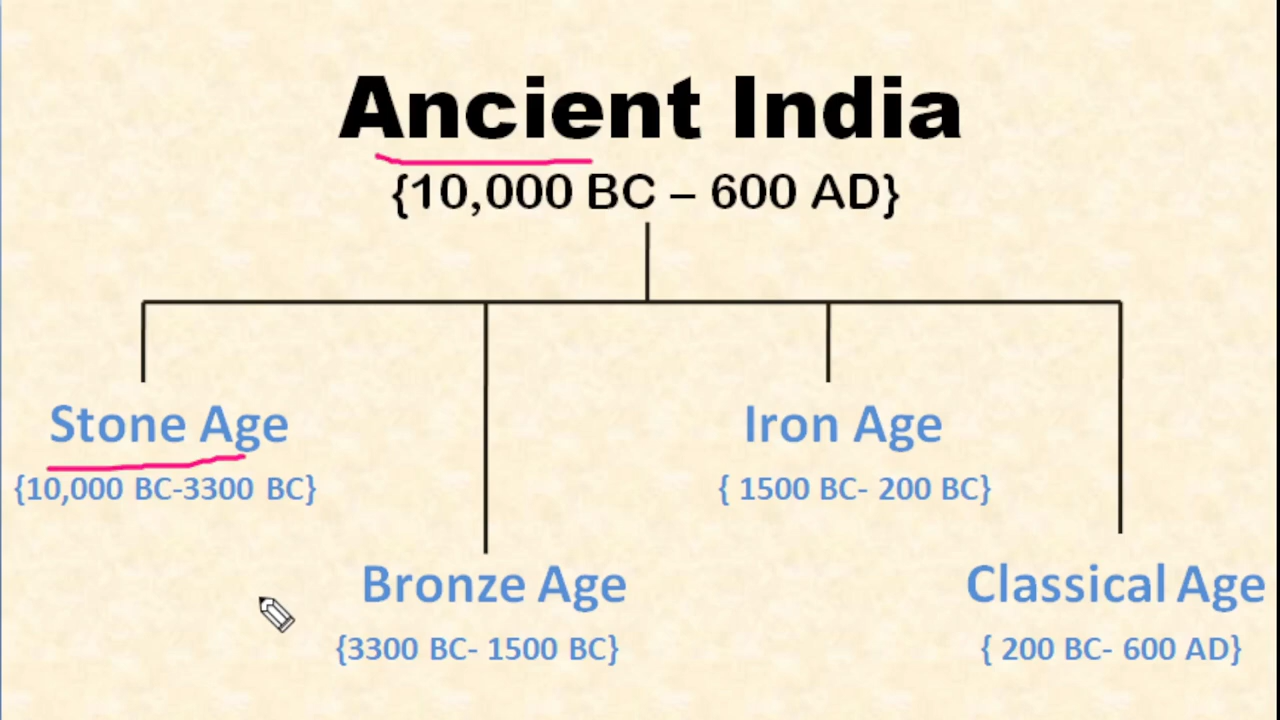 Ancient India
{10,000 BC – 600 AD}
Stone Age
{10,000 BC-3300 BC}
Bronze Age
{3300 BC- 1500 BC}
Iron Age
{ 1500 BC- 200 BC}
Classical Age
{ 200 BC- 600 AD}